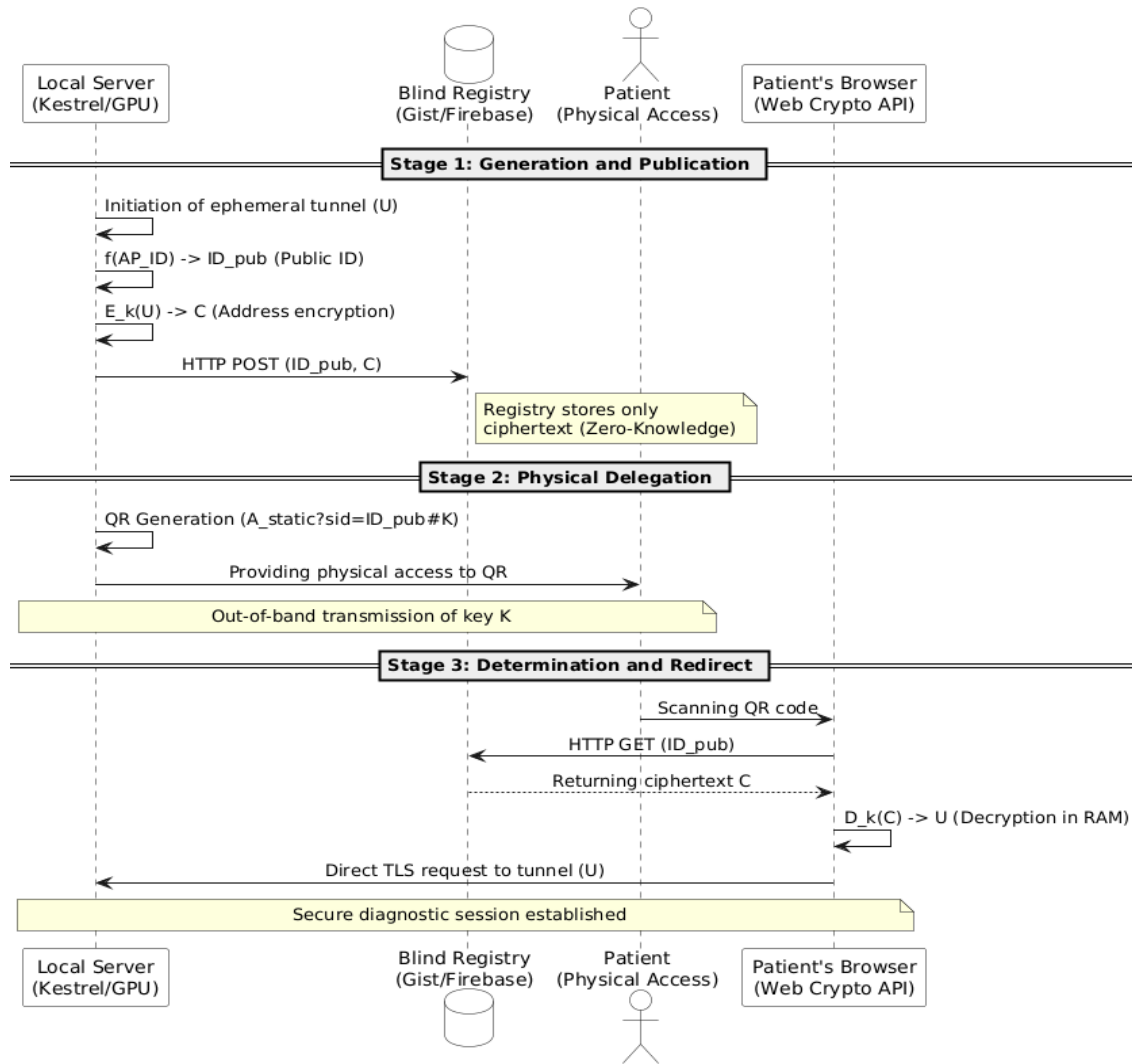 Local Server
(Kestrel/GPU)
Blind Registry
(Gist/Firebase)
Patient
(Physical Access)
Patient's Browser
(Web Crypto API)
Stage 1: Generation and Publication
Initiation of ephemeral tunnel (U)
f(AP_ID) -> ID_pub (Public ID)
E_k(U) -> C (Address encryption)
HTTP POST (ID_pub, C)
Registry stores only
ciphertext (Zero-Knowledge)
Stage 2: Physical Delegation
QR Generation (A_static?sid=ID_pub#K)
Providing physical access to QR
Out-of-band transmission of key K
Stage 3: Determination and Redirect
Scanning QR code
HTTP GET (ID_pub)
Returning ciphertext C
D_k(C) -> U (Decryption in RAM)
Direct TLS request to tunnel (U)
Secure diagnostic session established
Local Server
(Kestrel/GPU)
Blind Registry
(Gist/Firebase)
Patient
(Physical Access)
Patient's Browser
(Web Crypto API)